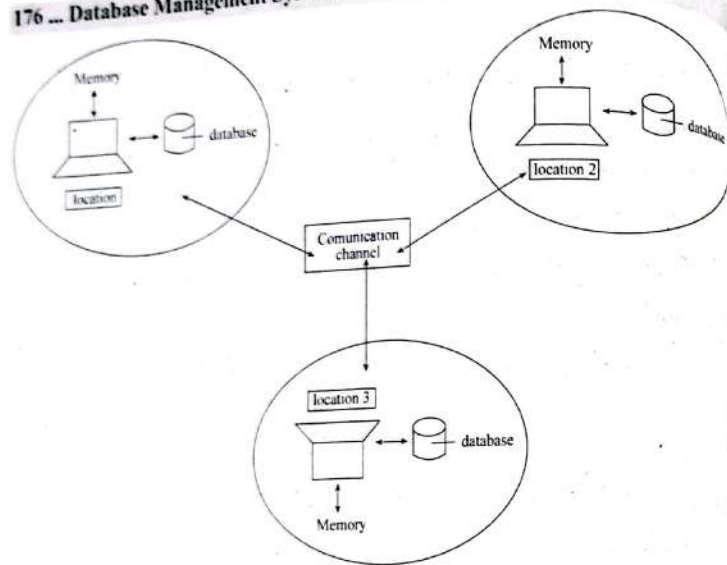 176 ... Database Management
Memory
database
location
Memory
database
location 2
Comunication
channel
location 3
database
Memory